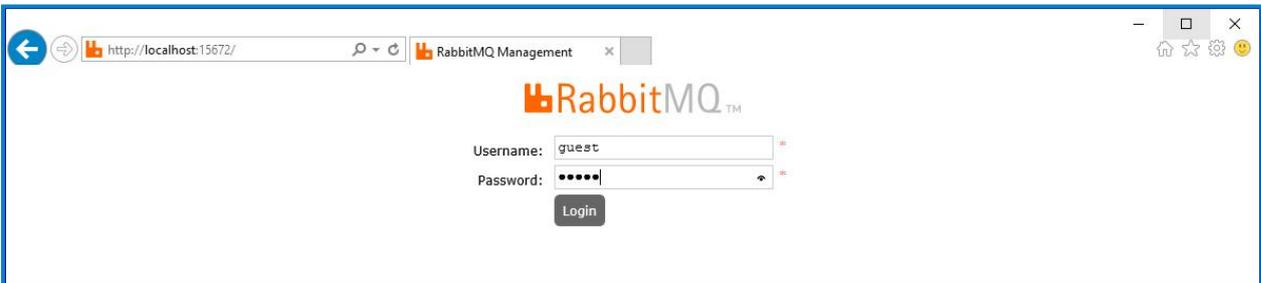 http://localhost:15672/ RabbitMQ Management
RabbitMQ TM
Username: guest *
Password: ••••• *
Login